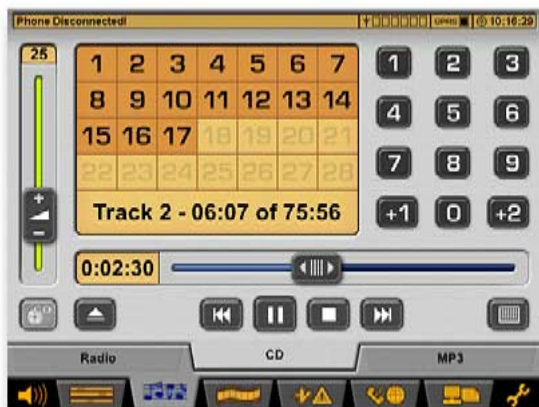 Phone Disconnected! GPRS 10:16:29
25
1 2 3 4 5 6 7
8 9 10 11 12 13 14
15 16 17 18 19 20 21
22 23 24 25 26 27 28
Track 2 - 06:07 of 75:56
1 2 3
4 5 6
7 8 9
+1 0 +2
+
−
0:02:30
Radio CD MP3